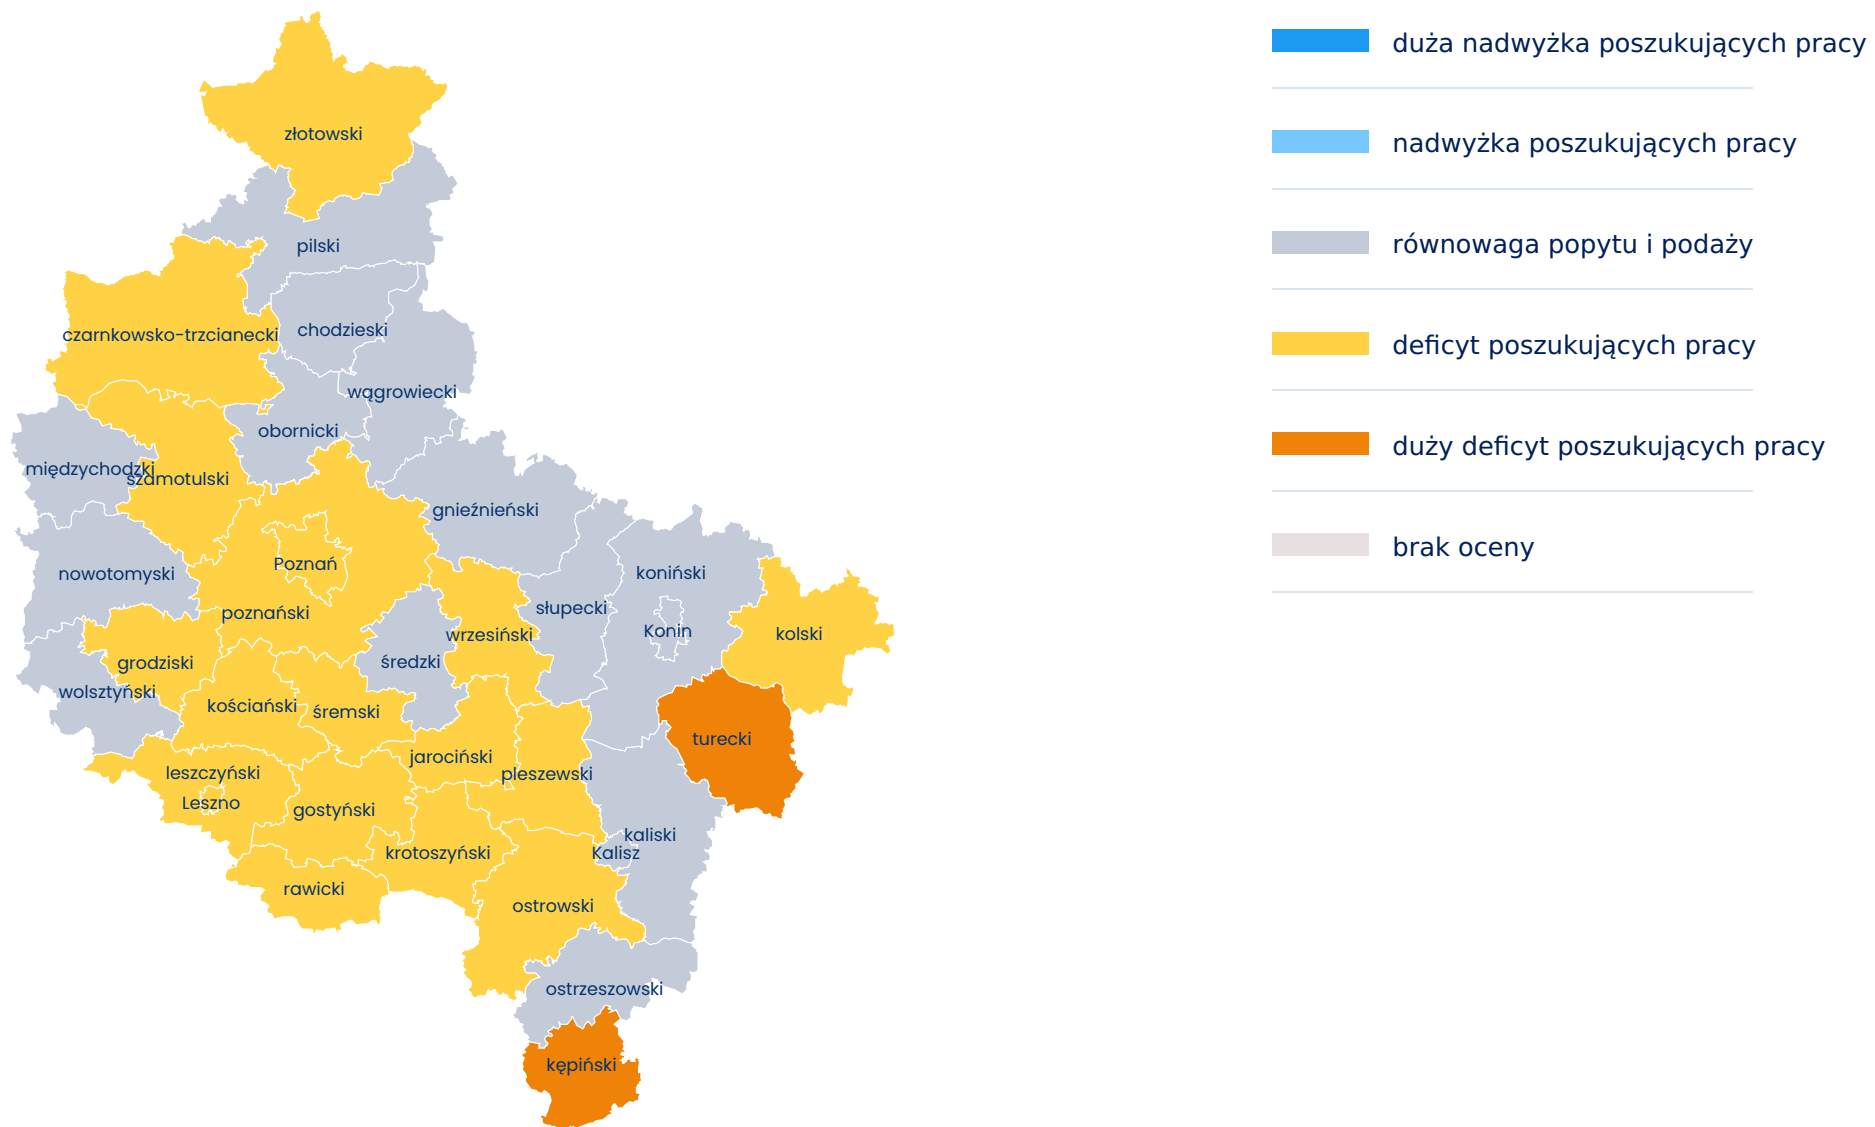 złotowski
pilski
czarnkowsko-trzcianecki
chodzieski
wągrowiecki
obornicki
międzychodzki
szamotulski
gnieźnieński
Poznań
nowotomyski
koniński
słupecki
poznański
Konin
wrzesiński
kolski
średzki
grodziski
wolsztyński
kościański
śremski
turecki
jarociński
leszczyński
pleszewski
Leszno
gostyński
kaliski
Kalisz
krotoszyński
rawicki
ostrowski
ostrzeszowski
kępiński
duża nadwyżka poszukujących pracy
nadwyżka poszukujących pracy
równowaga popytu i podaży
deficyt poszukujących pracy
duży deficyt poszukujących pracy
brak oceny